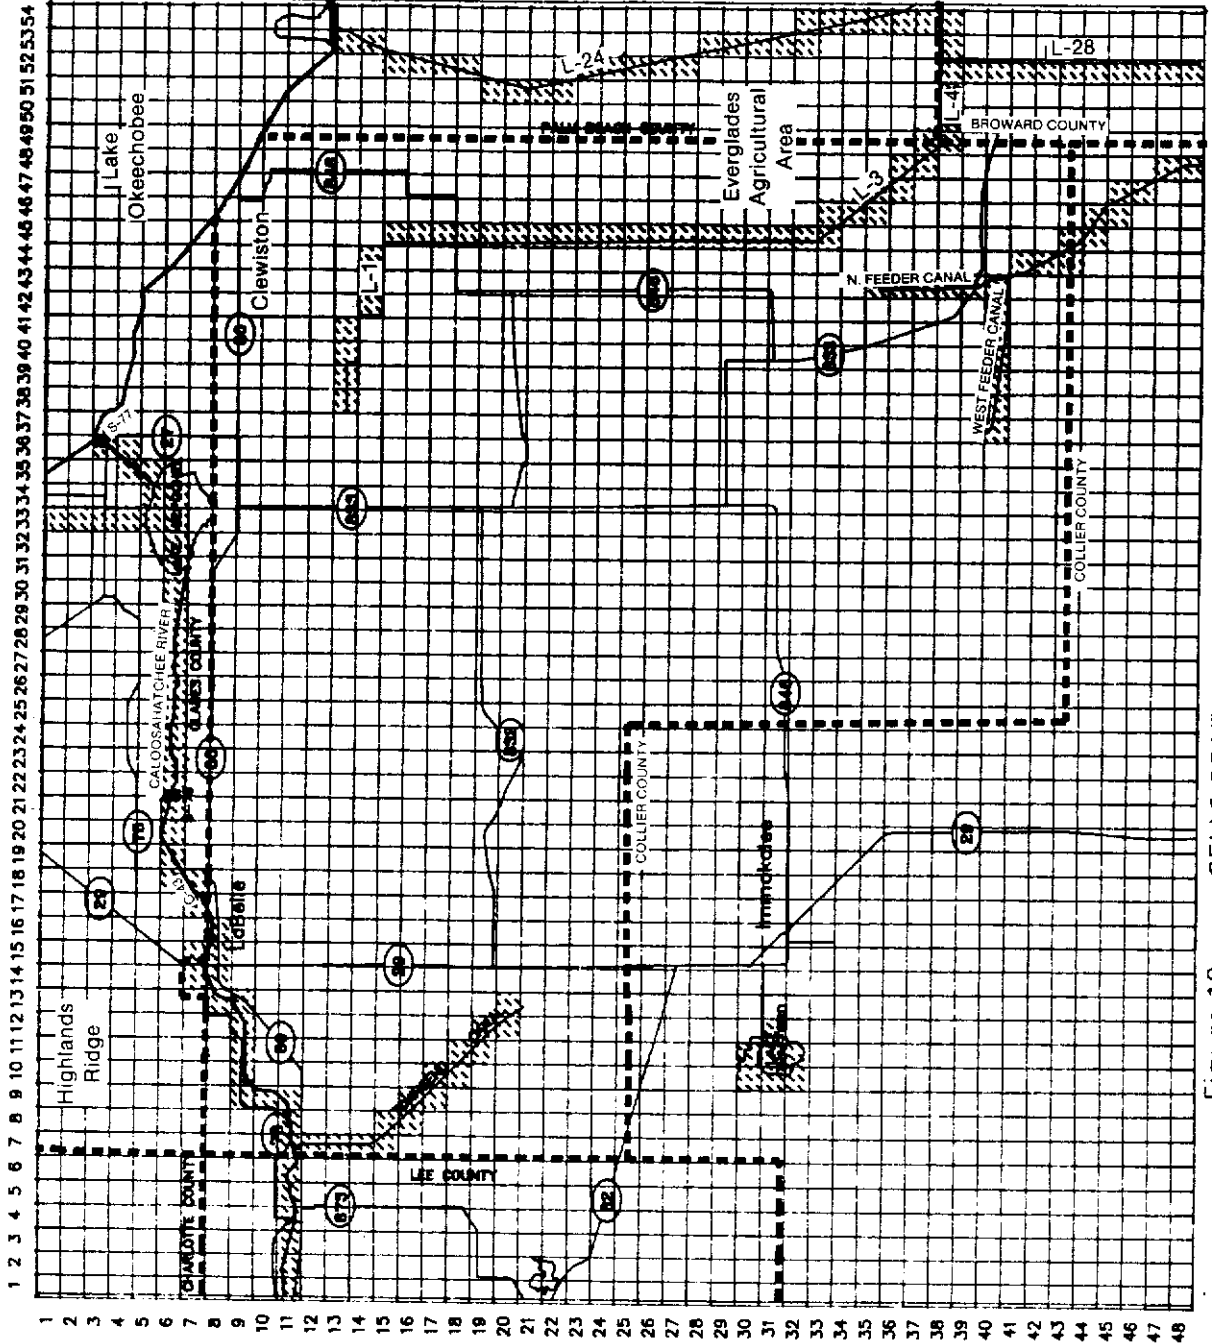 1 2 3 4 5 6 7 8 9 10 11 12 13 14 15 16 17 18 19 20 21 22 23 24 25 26 27 28 29 30 31 32 33 34 35 36 37 38 39 40 41 42 43 44 45 46 47 48 49 50 51 52 53 54
1
2
3
4
5
6
7
8
9
10
11
12
13
14
15
16
17
18
19
20
21
22
23
24
25
26
27
28
29
30
31
32
33
34
35
36
37
38
39
40
41
42
43
44
45
46
47
48
Highlands
Ridge
Lake
Okeechobee
29
78
27
S-77
CALOOSAHATCHEE RIVER
GLADES COUNTY
CHARLOTTE COUNTY
80
80
LaBelle
Clewiston
80
78
L-1
833
873
LEE COUNTY
29
PALM BEACH COUNTY
L-24
82
COLLIER COUNTY
Everglades
Agricultural
Area
Immokalee
846
L-3
N. FEEDER CANAL
WEST FEEDER CANAL
L-4
L-28
BROWARD COUNTY
29
COLLIER COUNTY